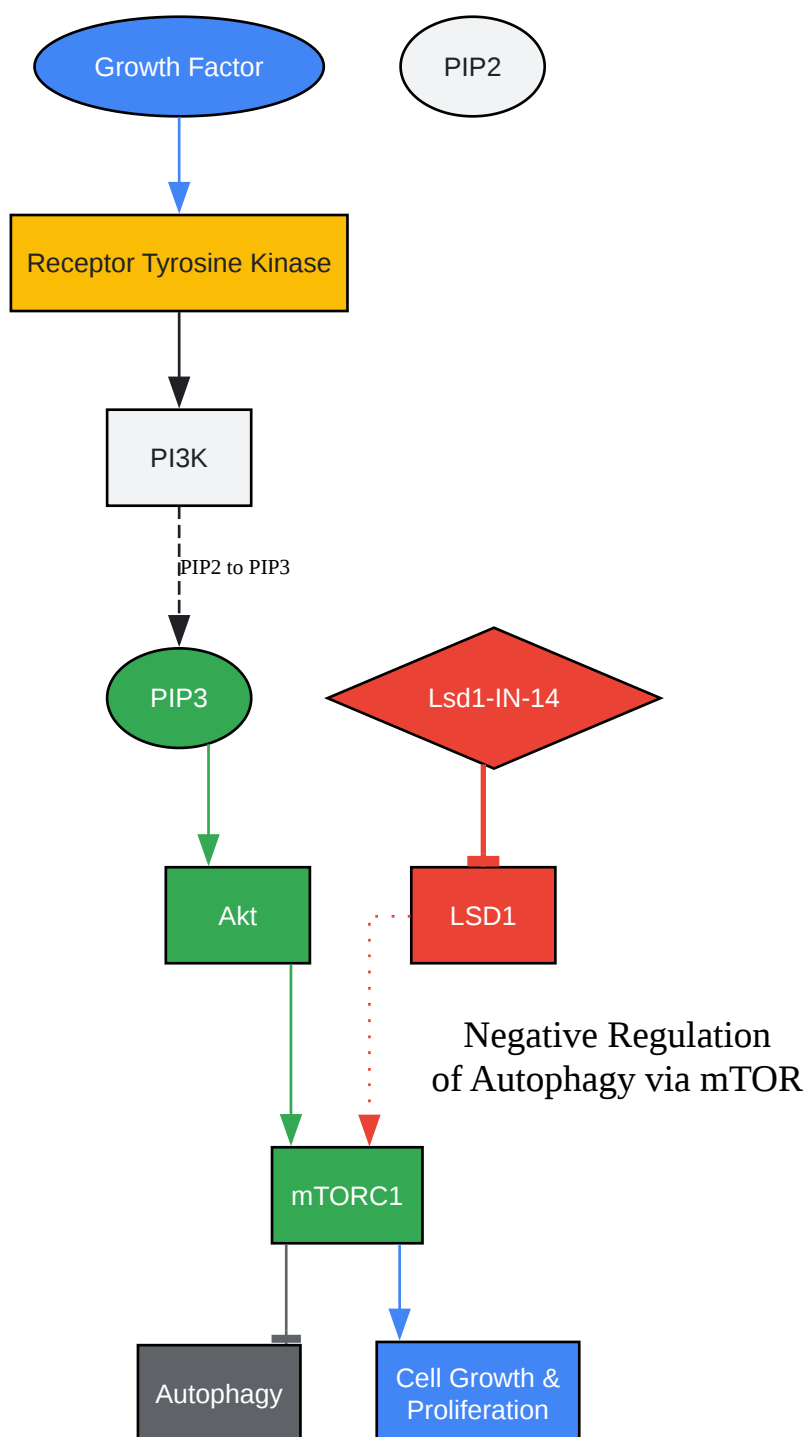 Growth Factor
PIP2
Receptor Tyrosine Kinase
PI3K
PIP2 to PIP3
PIP3
Lsd1-IN-14
Akt
LSD1
Negative Regulation
of Autophagy via mTOR
mTORC1
Autophagy
Cell Growth &
Proliferation